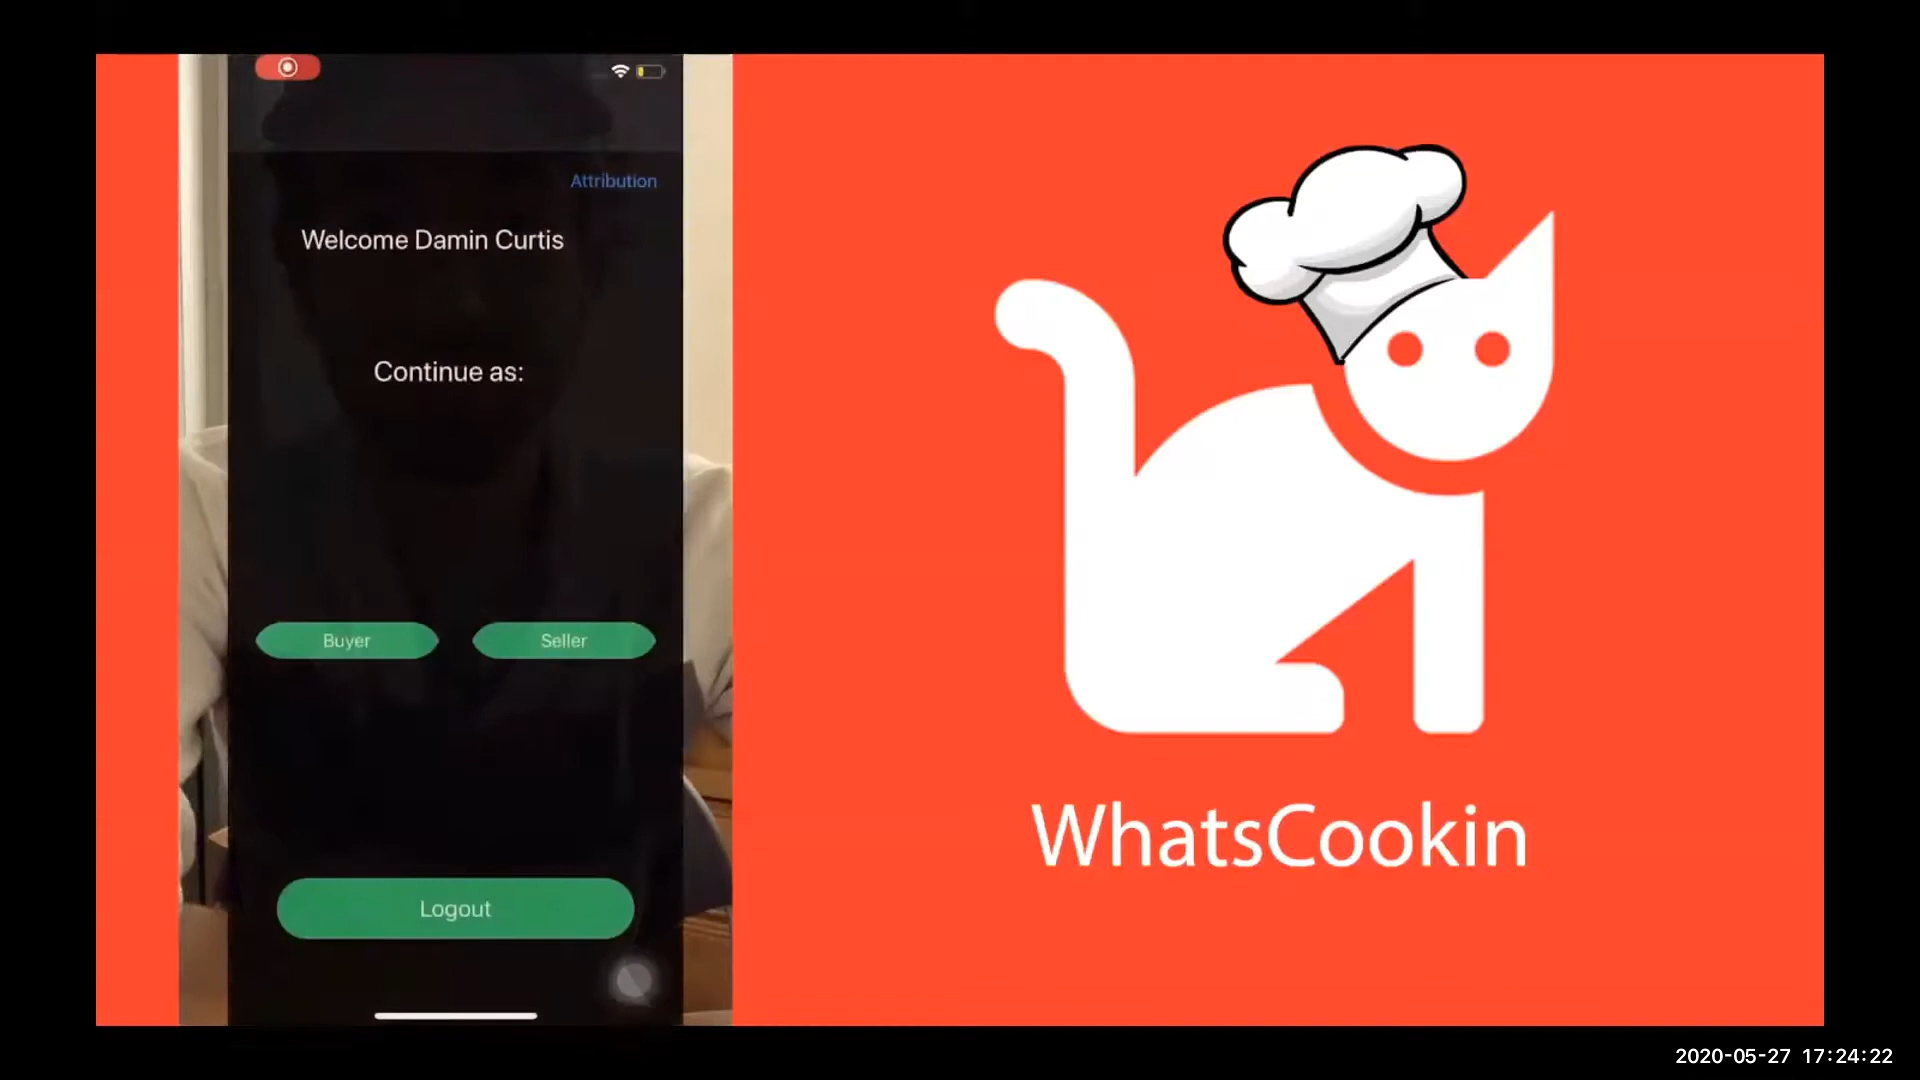 Attribution
Welcome Damin Curtis
Continue as:
Buyer
Seller
Logout
WhatsCookin
2020-05-27 17:24:22